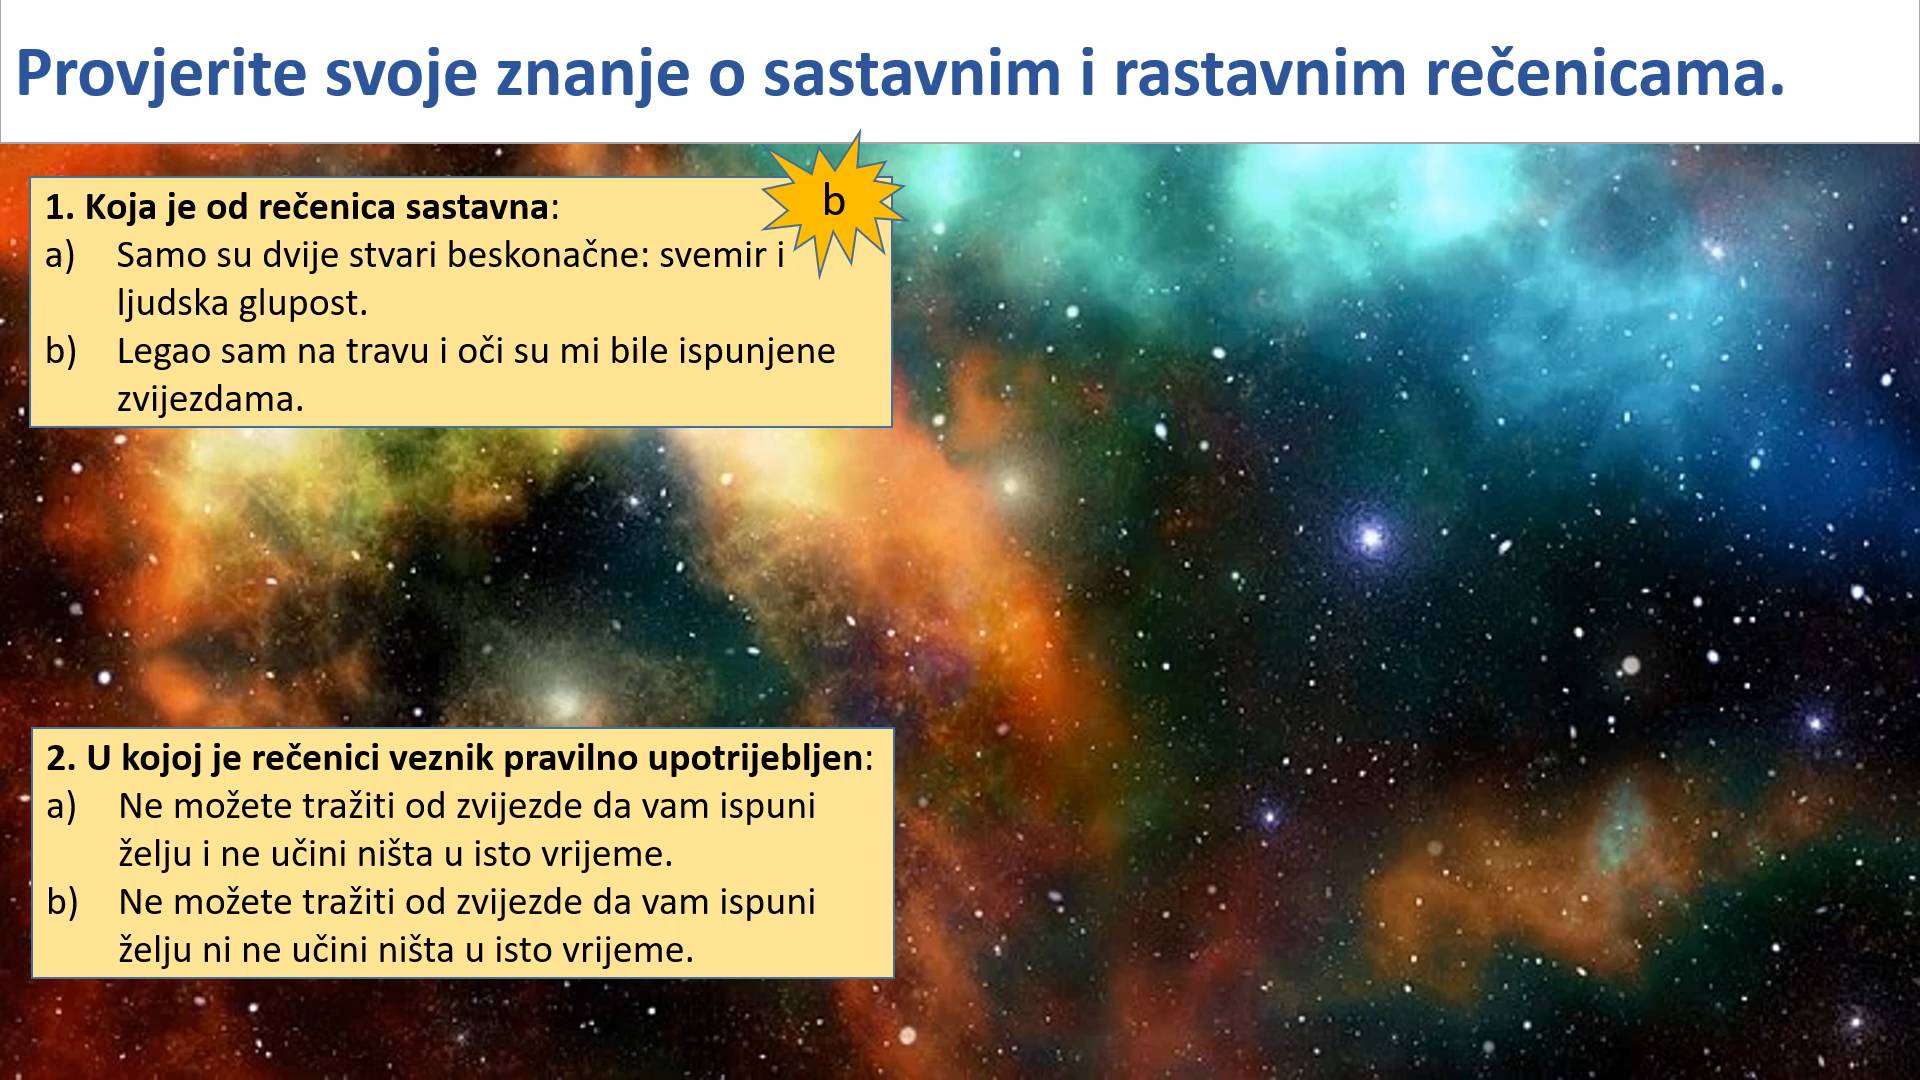 Provjerite svoje znanje o sastavnim i rastavnim rečenicama.
b
1. Koja je od rečenica sastavna:
a) Samo su dvije stvari beskonačne: svemir i
ljudska glupost.
b) Legao sam na travu i oči su mi bile ispunjene
zvijezdama.
2. U kojoj je rečenici veznik pravilno upotrijebljen:
a) Ne možete tražiti od zvijezde da vam ispuni
želju i ne učini ništa u isto vrijeme.
b) Ne možete tražiti od zvijezde da vam ispuni
želju ni ne učini ništa u isto vrijeme.